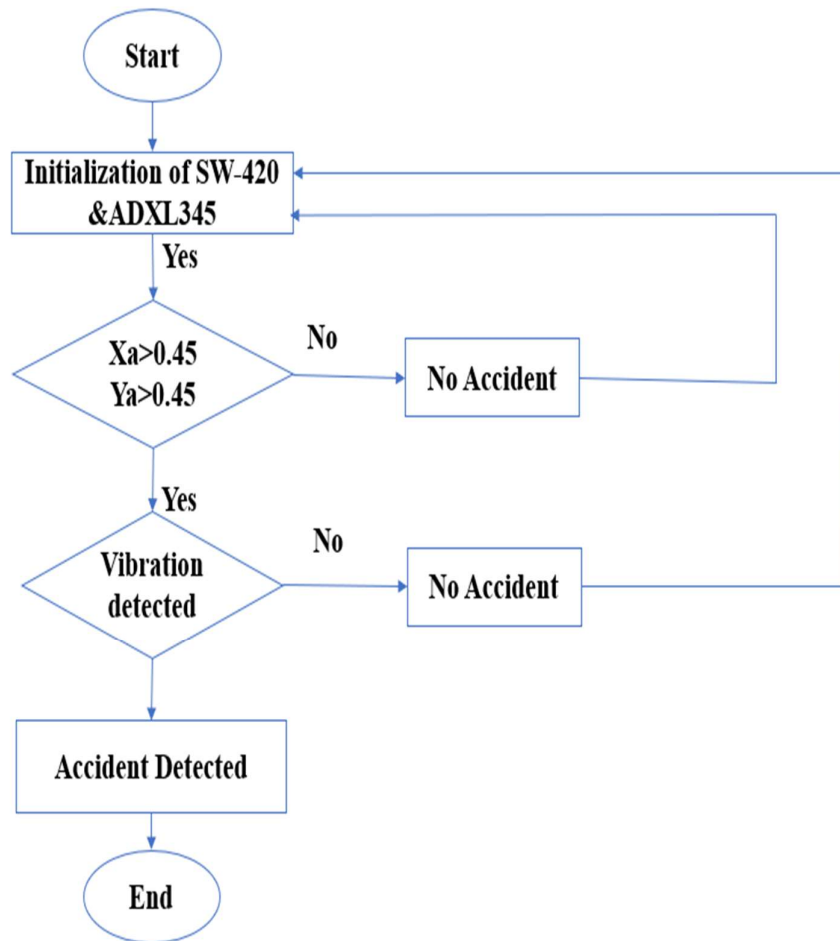 Start
Initialization of SW-420
&ADXL345
Yes
Xa>0.45
Ya>0.45
No
No Accident
Yes
Vibration
detected
No
No Accident
Accident Detected
End